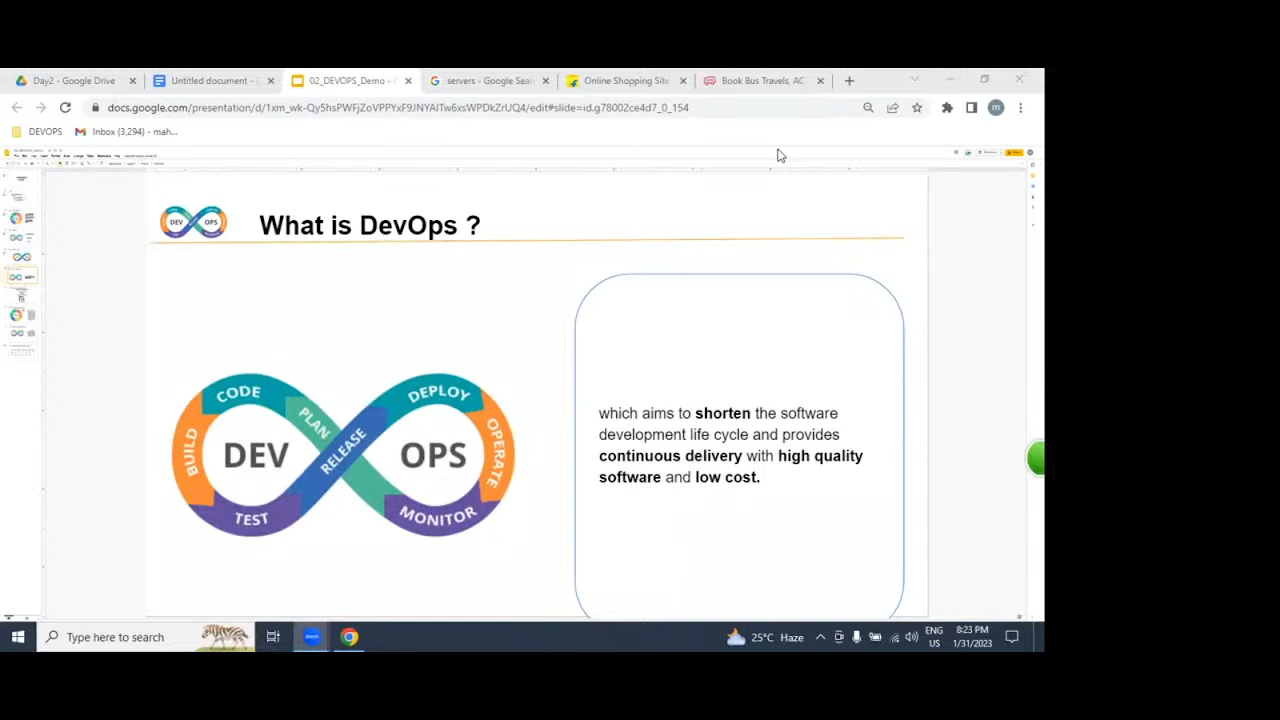 Day2 - Google Drive
Untitled document -
02_DEVOPS_Demo -
servers - Google Sea
Online Shopping Site
Book Bus Travels, AC
docs.google.com/presentation/d/1xm_wk-Qy5hsPWFjZoVPPYxF9JNYAITw6xsWPDkZrUQ4/edit#slide=id.g78002ce4d7_0_154
m
DEVOPS
Inbox (3,294) - mah...
DEV OPS
What is DevOps ?
CODE
DEPLOY
PLAN
RELEASE
BUILD
DEV
OPS
OPERATE
TEST
MONITOR
which aims to shorten the software
development life cycle and provides
continuous delivery with high quality
software and low cost.
Type here to search
zoom
25°C Haze
ENG
US
8:23 PM
1/31/2023